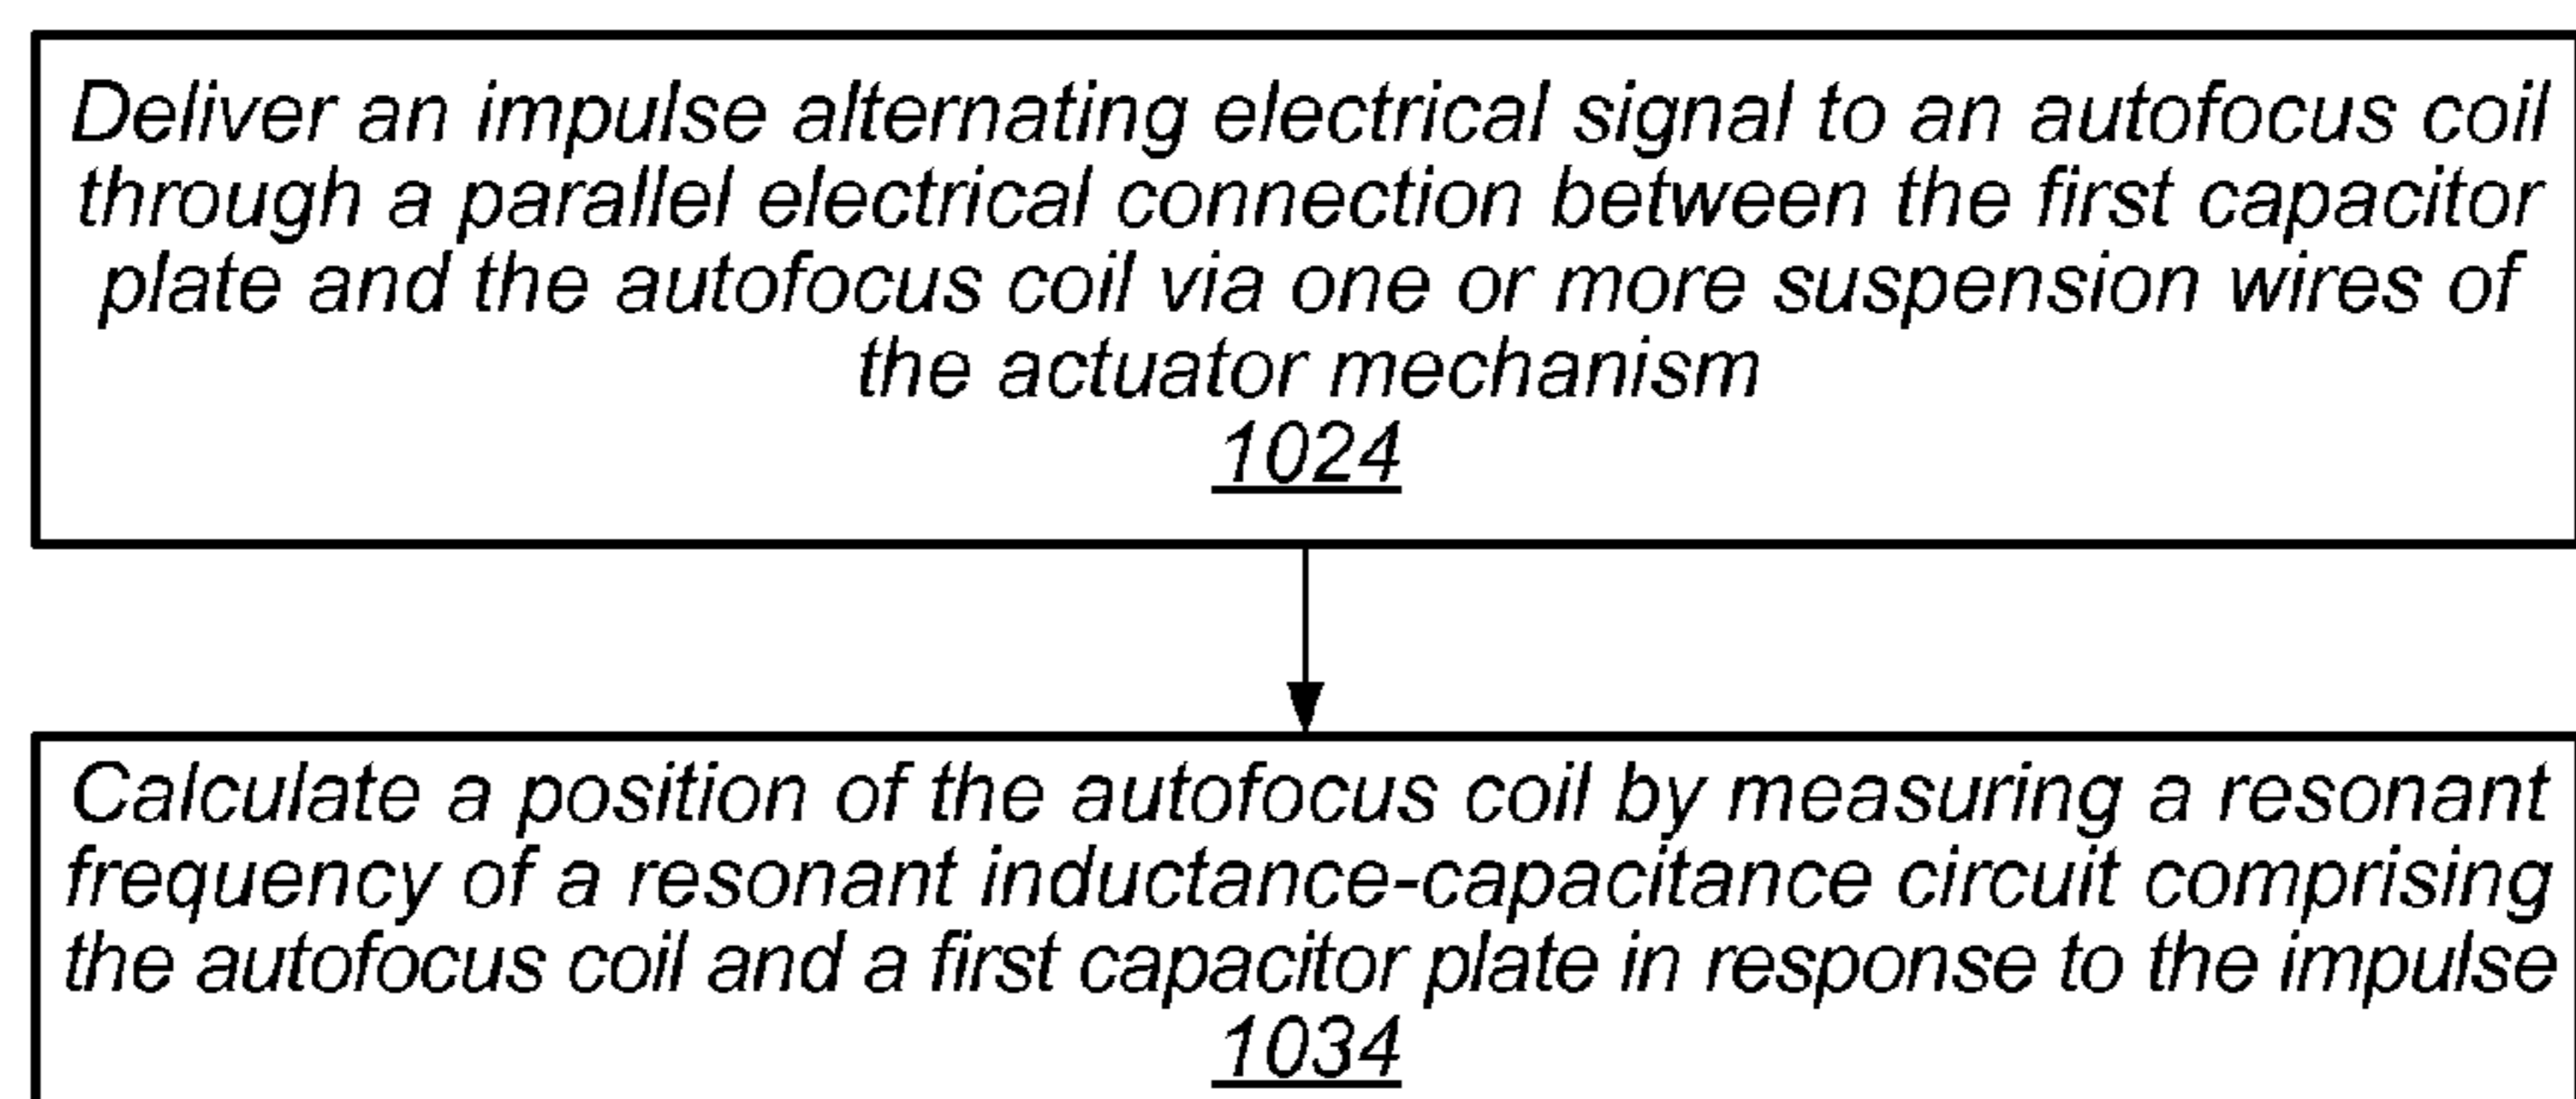 Deliver an impulse alternating electrical signal to an autofocus coil
through a parallel electrical connection between the first capacitor
plate and the autofocus coil via one or more suspension wires of
the actuator mechanism
1024
Calculate a position of the autofocus coil by measuring a resonant
frequency of a resonant inductance-capacitance circuit comprising
the autofocus coil and a first capacitor plate in response to the impulse
1034